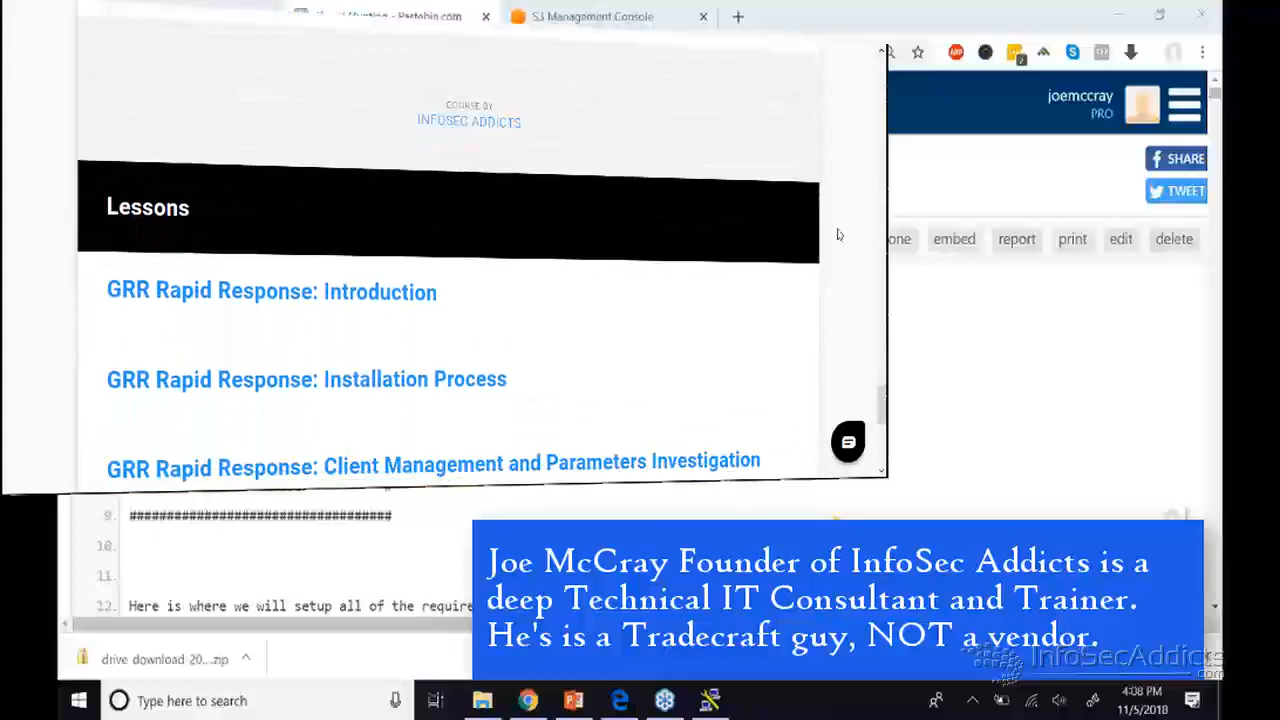 Hunting - Pastebin.com
S3 Management Console
COURSE BY
INFOSEC ADDICTS
joemccray
PRO
SHARE
TWEET
Lessons
embed report print edit delete
GRR Rapid Response: Introduction
GRR Rapid Response: Installation Process
GRR Rapid Response: Client Management and Parameters Investigation
9. ###################################
10.
11.
12. Here is where we will setup all of the require
Joe McCray Founder of InfoSec Addicts is a
deep Technical IT Consultant and Trainer.
He's is a Tradecraft guy, NOT a vendor.
InfoSecAddicts
.com
drive download 20....zip
Type here to search
4:08 PM
11/5/2018